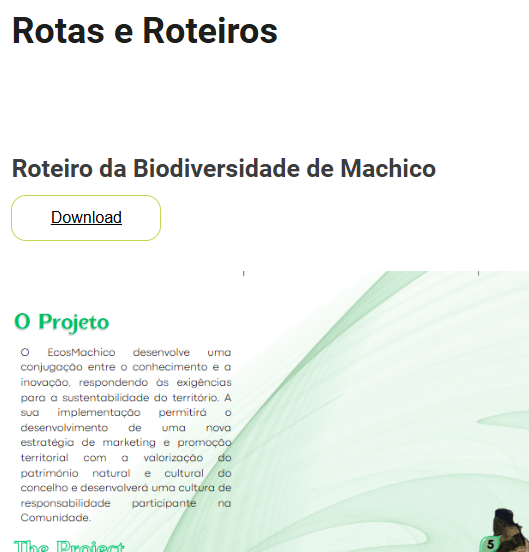 Rotas e Roteiros
Roteiro da Biodiversidade de Machico
Download
O Projeto
O EcosMachico desenvolve uma
conjugação entre o conhecimento e a
inovação, respondendo às exigências
para a sustentabilidade do território. A
sua implementação permitirá o
desenvolvimento de uma nova
estratégia de marketing e promoção
territorial com a valorização do
património natural e cultural do
concelho e desenvolverá uma cultura de
responsabilidade participante na
Comunidade.
The Project
5